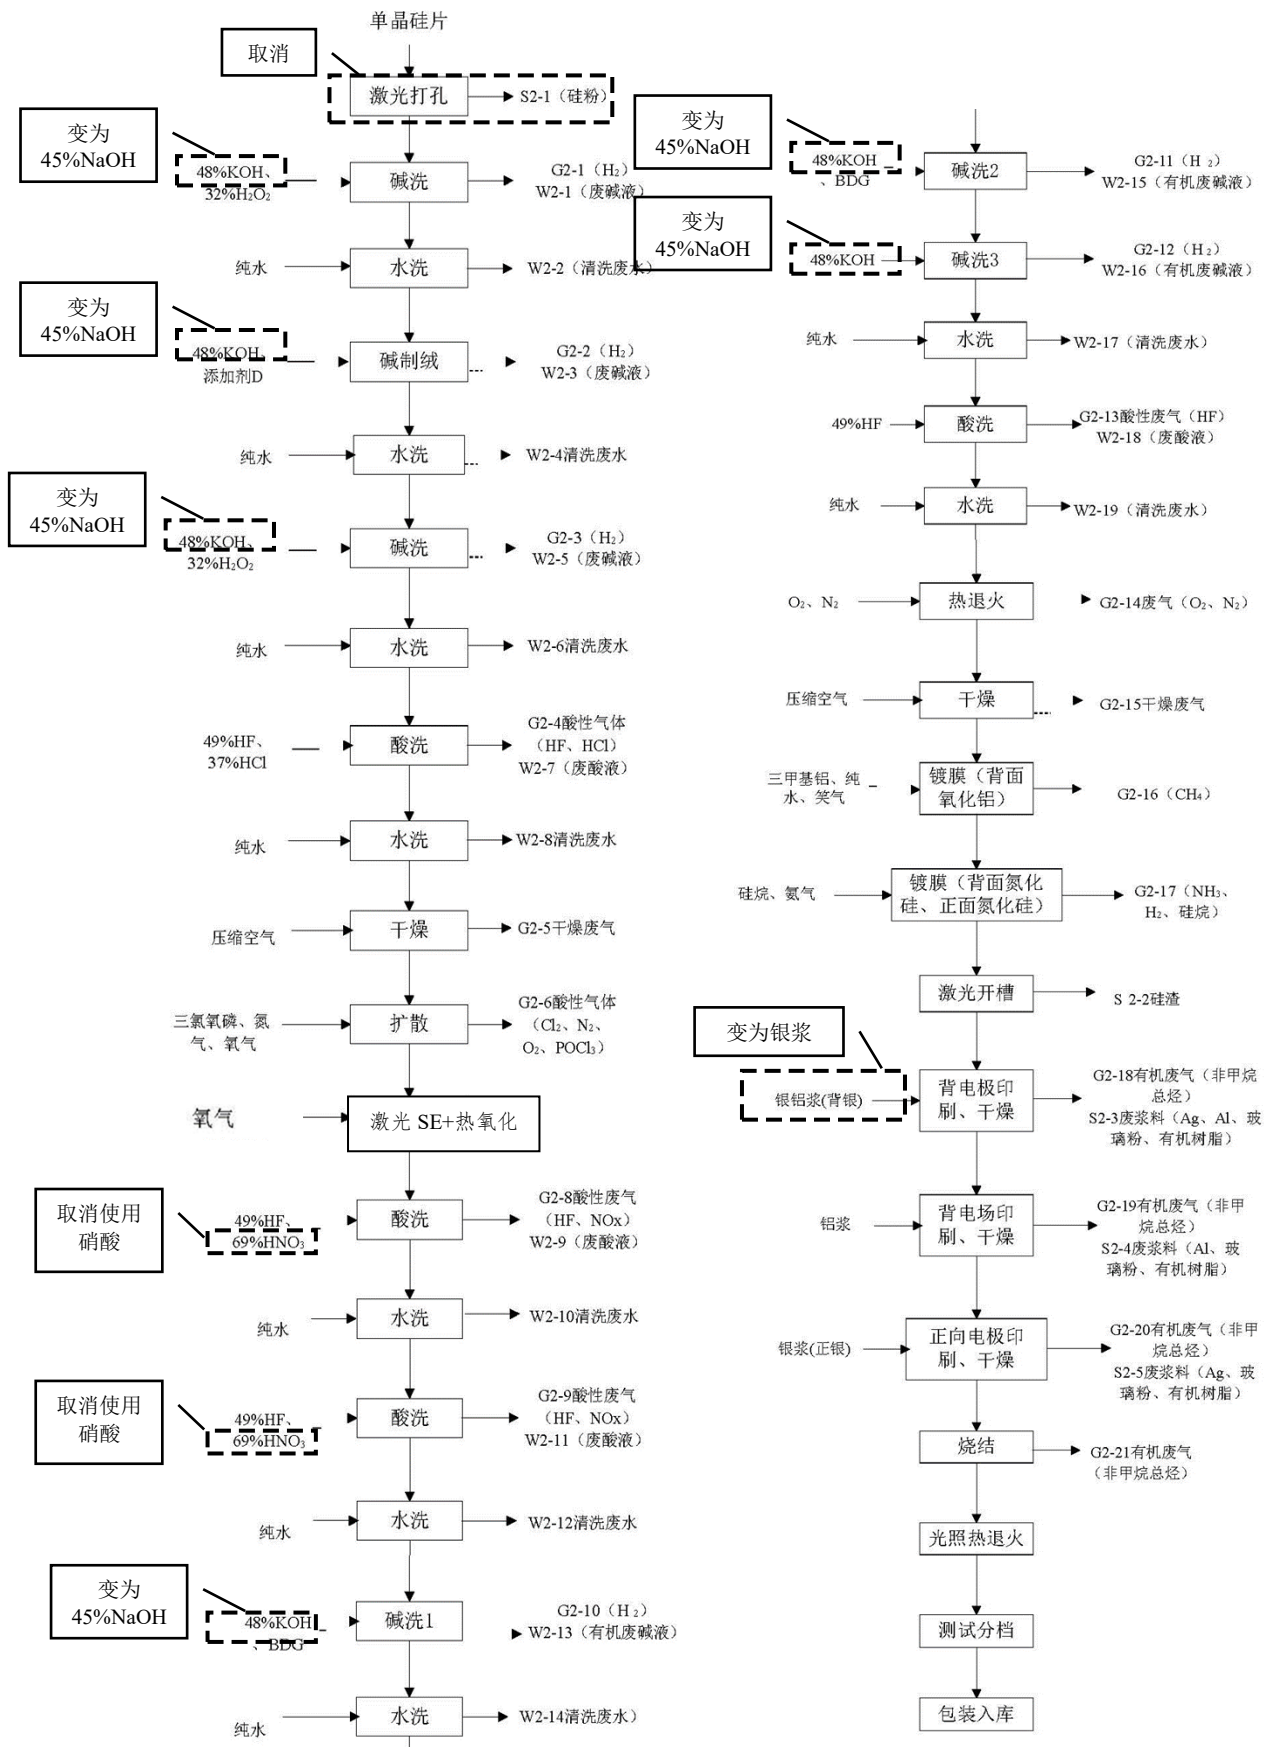 单晶硅片
取消
激光打孔
S2-1（硅粉）
变为
45%NaOH
48%KOH、
32%H₂O₂
碱洗
G2-1（H₂）
W2-1（废碱液）
纯水
水洗
W2-2（清洗废水）
变为
45%NaOH
48%KOH、
添加剂D
碱制绒
G2-2（H₂）
W2-3（废碱液）
纯水
水洗
W2-4清洗废水
变为
45%NaOH
48%KOH、
32%H₂O₂
碱洗
G2-3（H₂）
W2-5（废碱液）
纯水
水洗
W2-6清洗废水
49%HF、
37%HCl
酸洗
G2-4酸性气体
（HF、HCl）
W2-7（废酸液）
纯水
水洗
W2-8清洗废水
压缩空气
干燥
G2-5干燥废气
三氯氧磷、氮
气、氧气
扩散
G2-6酸性气体
（Cl₂、N₂、
O₂、POCl₃）
氧气
激光 SE+热氧化
取消使用
硝酸
49%HF、
69%HNO₃
酸洗
G2-8酸性废气
（HF、NOx）
W2-9（废酸液）
纯水
水洗
W2-10清洗废水
取消使用
硝酸
49%HF、
69%HNO₃
酸洗
G2-9酸性废气
（HF、NOx）
W2-11（废酸液）
纯水
水洗
W2-12清洗废水
变为
45%NaOH
48%KOH
、BDG
碱洗1
G2-10（H₂）
W2-13（有机废碱液）
纯水
水洗
W2-14清洗废水）
变为
45%NaOH
48%KOH
、BDG
碱洗2
G2-11（H₂）
W2-15（有机废碱液）
变为
45%NaOH
48%KOH
碱洗3
G2-12（H₂）
W2-16（有机废碱液）
纯水
水洗
W2-17（清洗废水）
49%HF
酸洗
G2-13酸性废气（HF）
W2-18（废酸液）
纯水
水洗
W2-19（清洗废水）
O₂、N₂
热退火
G2-14废气（O₂、N₂）
压缩空气
干燥
G2-15干燥废气
三甲基铝、纯
水、笑气
镀膜（背面
氧化铝）
G2-16（CH₄）
硅烷、氨气
镀膜（背面氮化
硅、正面氮化硅）
G2-17（NH₃、
H₂、硅烷）
激光开槽
S 2-2硅渣
变为银浆
银铝浆(背银)
背电极印
刷、干燥
G2-18有机废气（非甲烷
总烃）
S2-3废浆料（Ag、Al、玻
璃粉、有机树脂）
铝浆
背电场印
刷、干燥
G2-19有机废气（非甲
烷总烃）
S2-4废浆料（Al、玻
璃粉、有机树脂）
银浆(正银)
正向电极印
刷、干燥
G2-20有机废气（非甲
烷总烃）
S2-5废浆料（Ag、玻
璃粉、有机树脂）
烧结
G2-21有机废气
（非甲烷总烃）
光照热退火
测试分档
包装入库